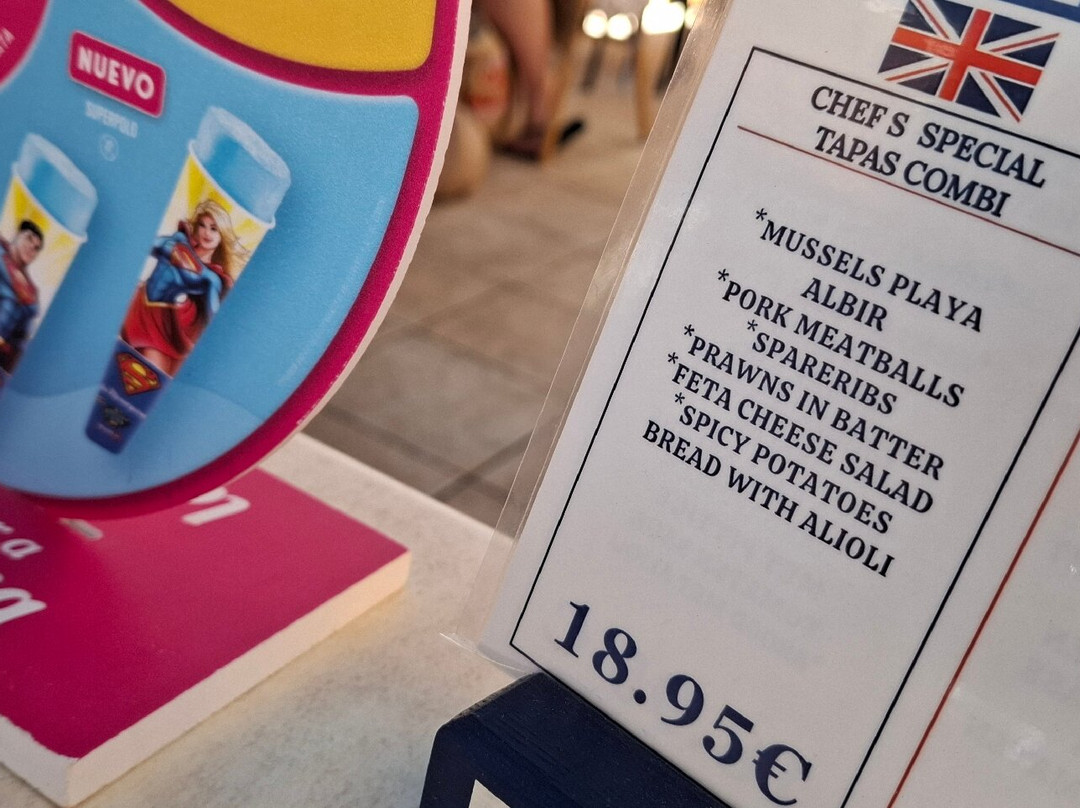 NUEVO
SUPERPOLO
CHEF S SPECIAL
TAPAS COMBI
*MUSSELS PLAYA
ALBIR
*PORK MEATBALLS
*SPARERIBS
*PRAWNS IN BATTER
*FETA CHEESE SALAD
*SPICY POTATOES
BREAD WITH ALIOLI
18.95€